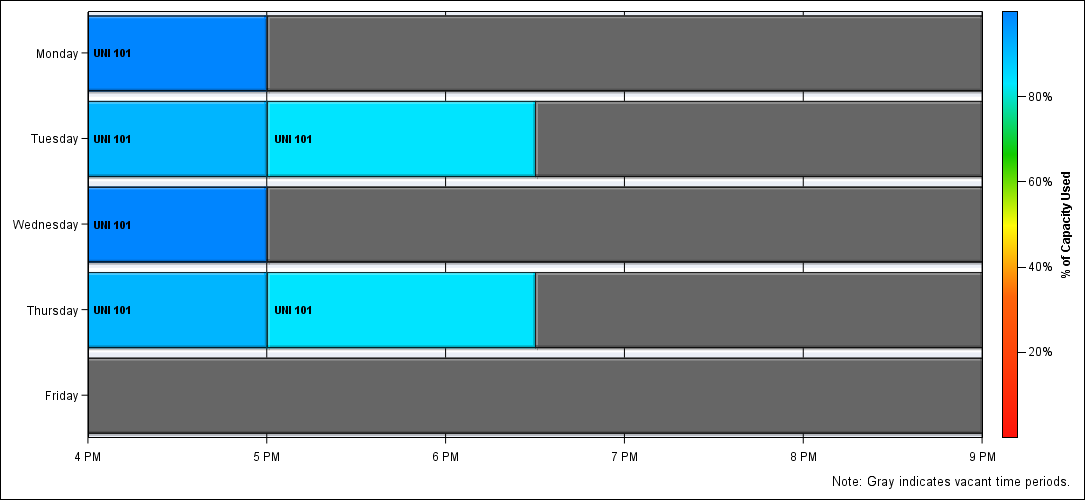 Monday
UNI 101
Tuesday
UNI 101
UNI 101
Wednesday
UNI 101
Thursday
UNI 101
UNI 101
Friday
4 PM
5 PM
6 PM
7 PM
8 PM
9 PM
80%
60%
40%
20%
% of Capacity Used
Note: Gray indicates vacant time periods.